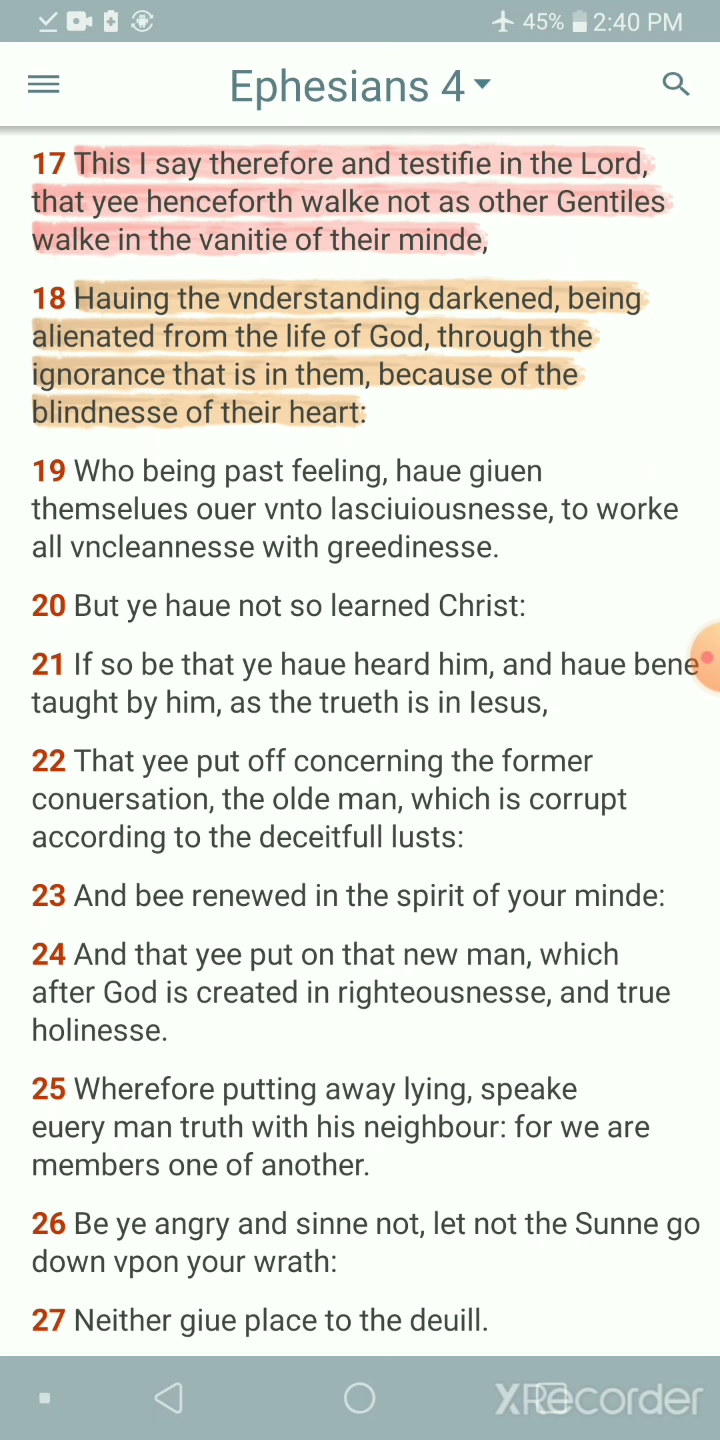 45% 2:40 PM
Ephesians 4
17 This I say therefore and testifie in the Lord,
that yee henceforth walke not as other Gentiles
walke in the vanitie of their minde,
18 Hauing the vnderstanding darkened, being
alienated from the life of God, through the
ignorance that is in them, because of the
blindnesse of their heart:
19 Who being past feeling, haue giuen
themselues ouer vnto lasciuiousnesse, to worke
all vncleannesse with greedinesse.
20 But ye haue not so learned Christ:
21 If so be that ye haue heard him, and haue bene
taught by him, as the trueth is in Iesus,
22 That yee put off concerning the former
conuersation, the olde man, which is corrupt
according to the deceitfull lusts:
23 And bee renewed in the spirit of your minde:
24 And that yee put on that new man, which
after God is created in righteousnesse, and true
holinesse.
25 Wherefore putting away lying, speake
euery man truth with his neighbour: for we are
members one of another.
26 Be ye angry and sinne not, let not the Sunne go
down vpon your wrath:
27 Neither giue place to the deuill.
XRecorder